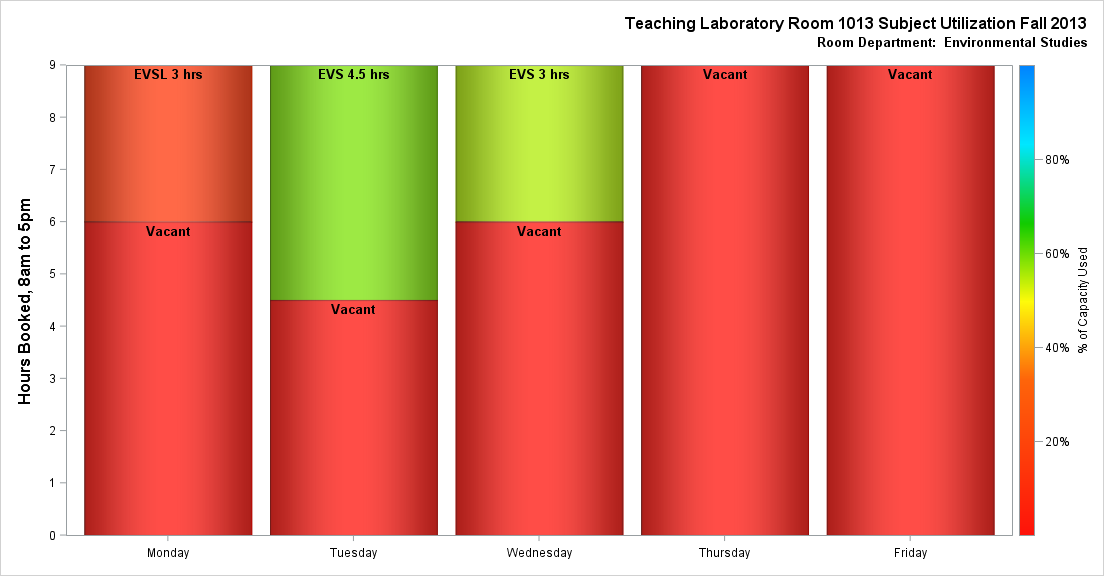 Teaching Laboratory Room 1013 Subject Utilization Fall 2013
Room Department:  Environmental Studies
Hours Booked, 8am to 5pm
9
8
7
6
5
4
3
2
1
0
EVSL 3 hrs
Vacant
EVS 4.5 hrs
Vacant
EVS 3 hrs
Vacant
Vacant
Vacant
Monday
Tuesday
Wednesday
Thursday
Friday
80%
60%
40%
20%
% of Capacity Used